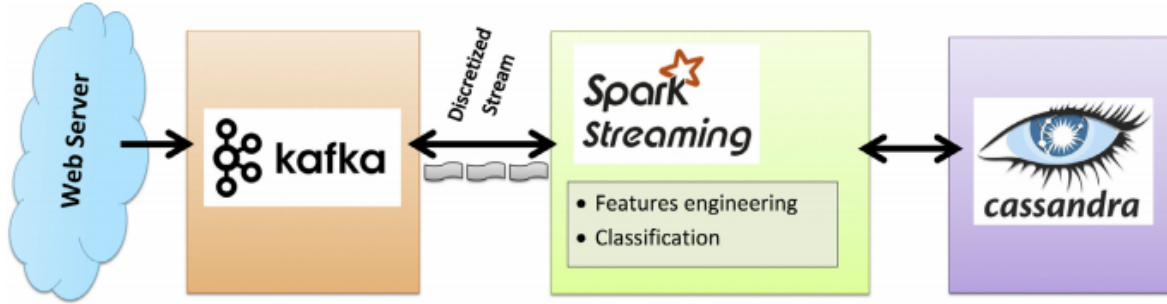 Web Server
kafka
Discretized
Stream
Spark
Streaming
• Features engineering
• Classification
cassandra